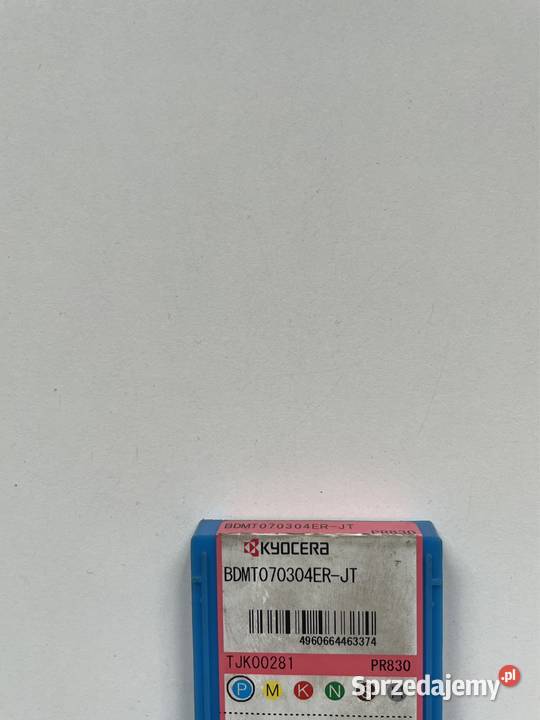 BDMT070304ER-JT
PR830
KYOCERA
BDMT070304ER-JT
4960664463374
TJK00281 PR830
P M K N
Sprzedajemy.pl